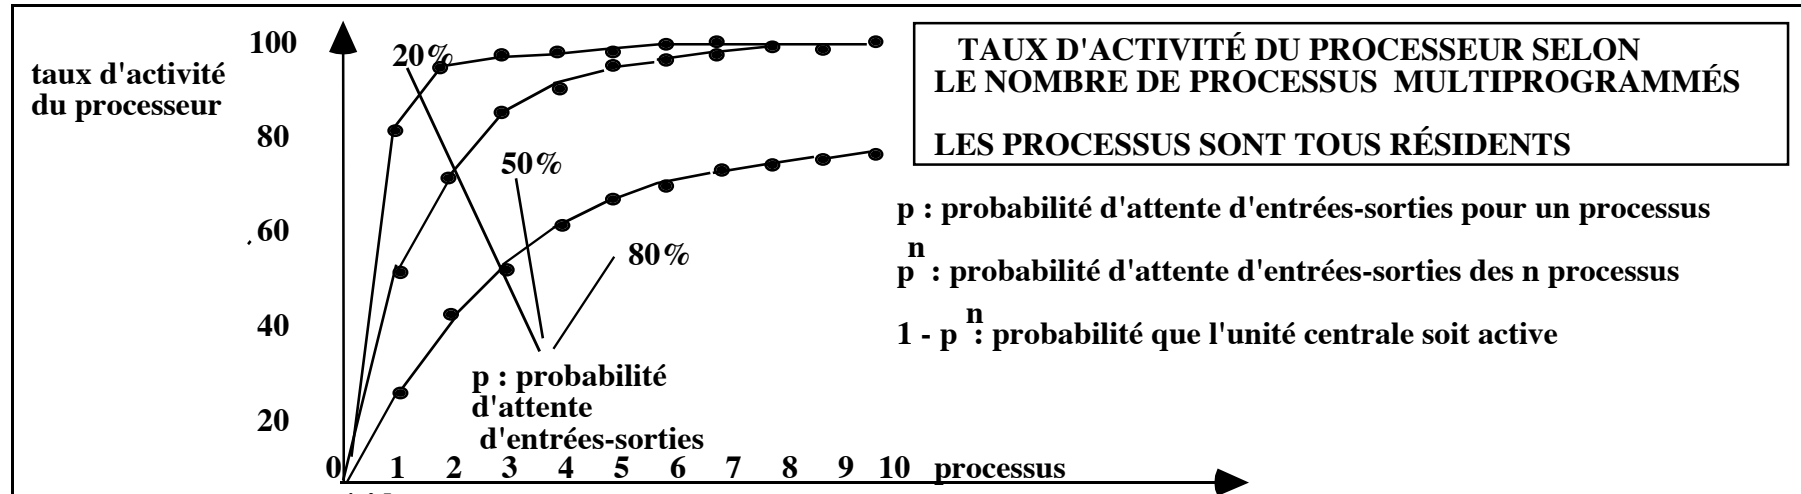 100
taux d'activité
du processeur
80
60
40
20
20%
50%
80%
p : probabilité
d'attente
d'entrées-sorties
0 1 2 3 4 5 6 7 8 9 10 processus
TAUX D'ACTIVITÉ DU PROCESSEUR SELON
LE NOMBRE DE PROCESSUS MULTIPROGRAMMÉS
LES PROCESSUS SONT TOUS RÉSIDENTS
p : probabilité d'attente d'entrées-sorties pour un processus
p^n : probabilité d'attente d'entrées-sorties des n processus
1 - p^n : probabilité que l'unité centrale soit active